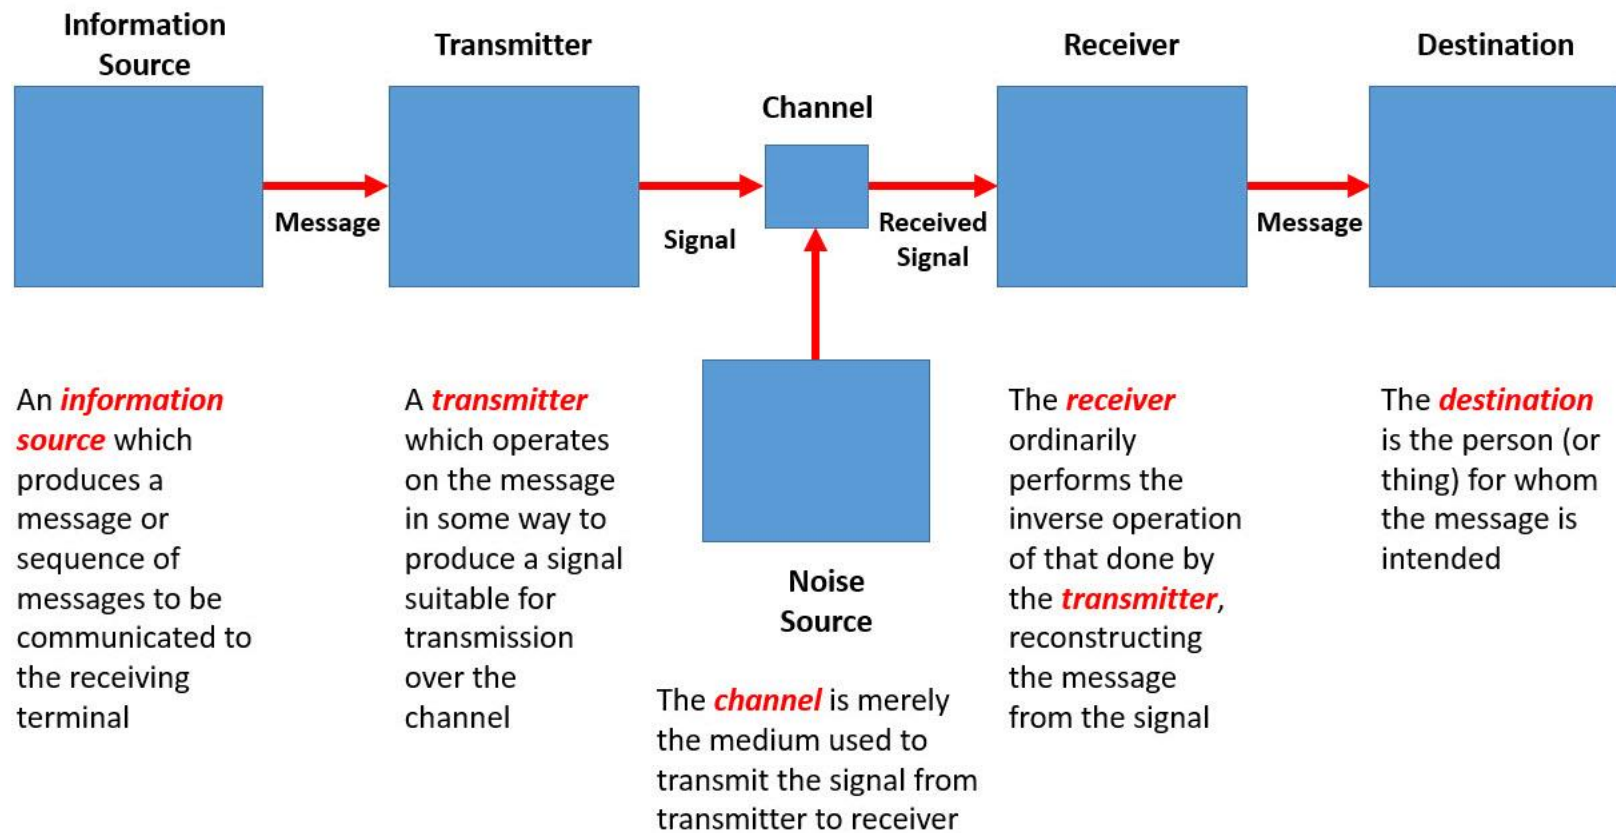 Information
Source
Transmitter
Channel
Receiver
Destination
Message
Signal
Received
Signal
Message
Noise
Source
An information
source which
produces a
message or
sequence of
messages to be
communicated to
the receiving
terminal
A transmitter
which operates
on the message
in some way to
produce a signal
suitable for
transmission
over the
channel
The channel is merely
the medium used to
transmit the signal from
transmitter to receiver
The receiver
ordinarily
performs the
inverse operation
of that done by
the transmitter,
reconstructing
the message
from the signal
The destination
is the person (or
thing) for whom
the message is
intended